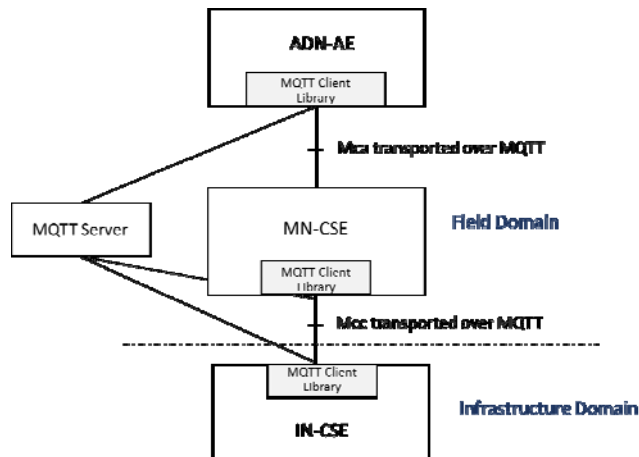 ADN-AE
MQTT Client
Library
Mca transported over MQTT
MQTT Server
MN-CSE
Field Domain
MQTT Client
Library
Mcc transported over MQTT
MQTT Client
Library
Infrastructure Domain
IN-CSE